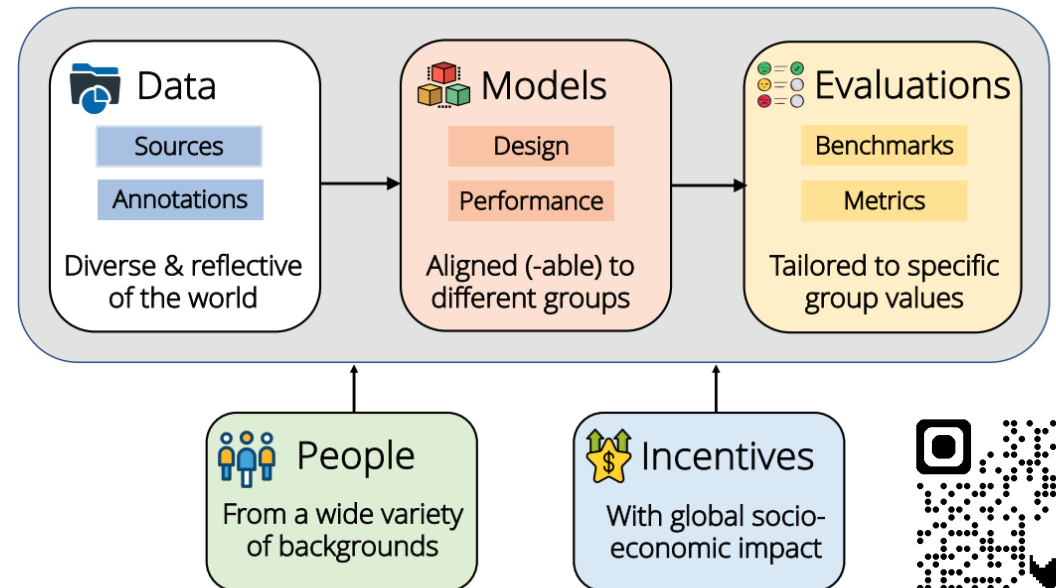 Data
Sources
Annotations
Diverse & reflective
of the world
Models
Design
Performance
Aligned (-able) to
different groups
Evaluations
Benchmarks
Metrics
Tailored to specific
group values
People
From a wide variety
of backgrounds
$
Incentives
With global socio-
economic impact